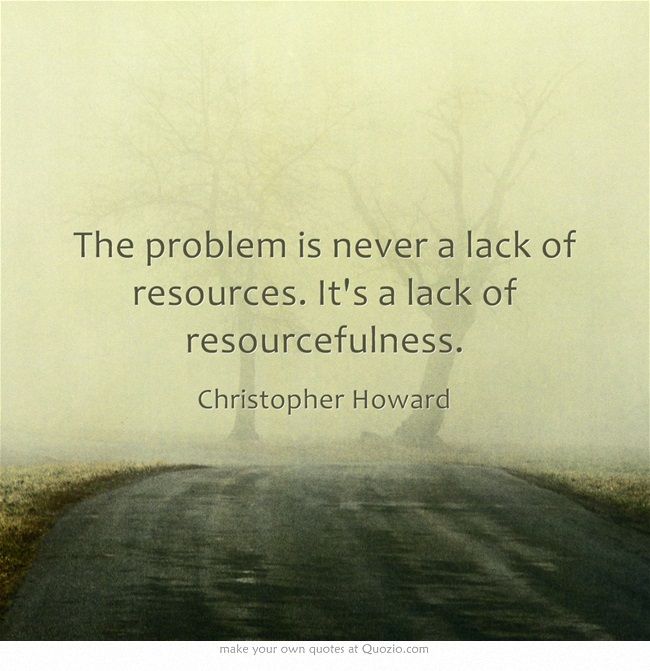 The problem is never a lack of
resources. It's a lack of
resourcefulness.
Christopher Howard
make your own quotes at Quozio.com